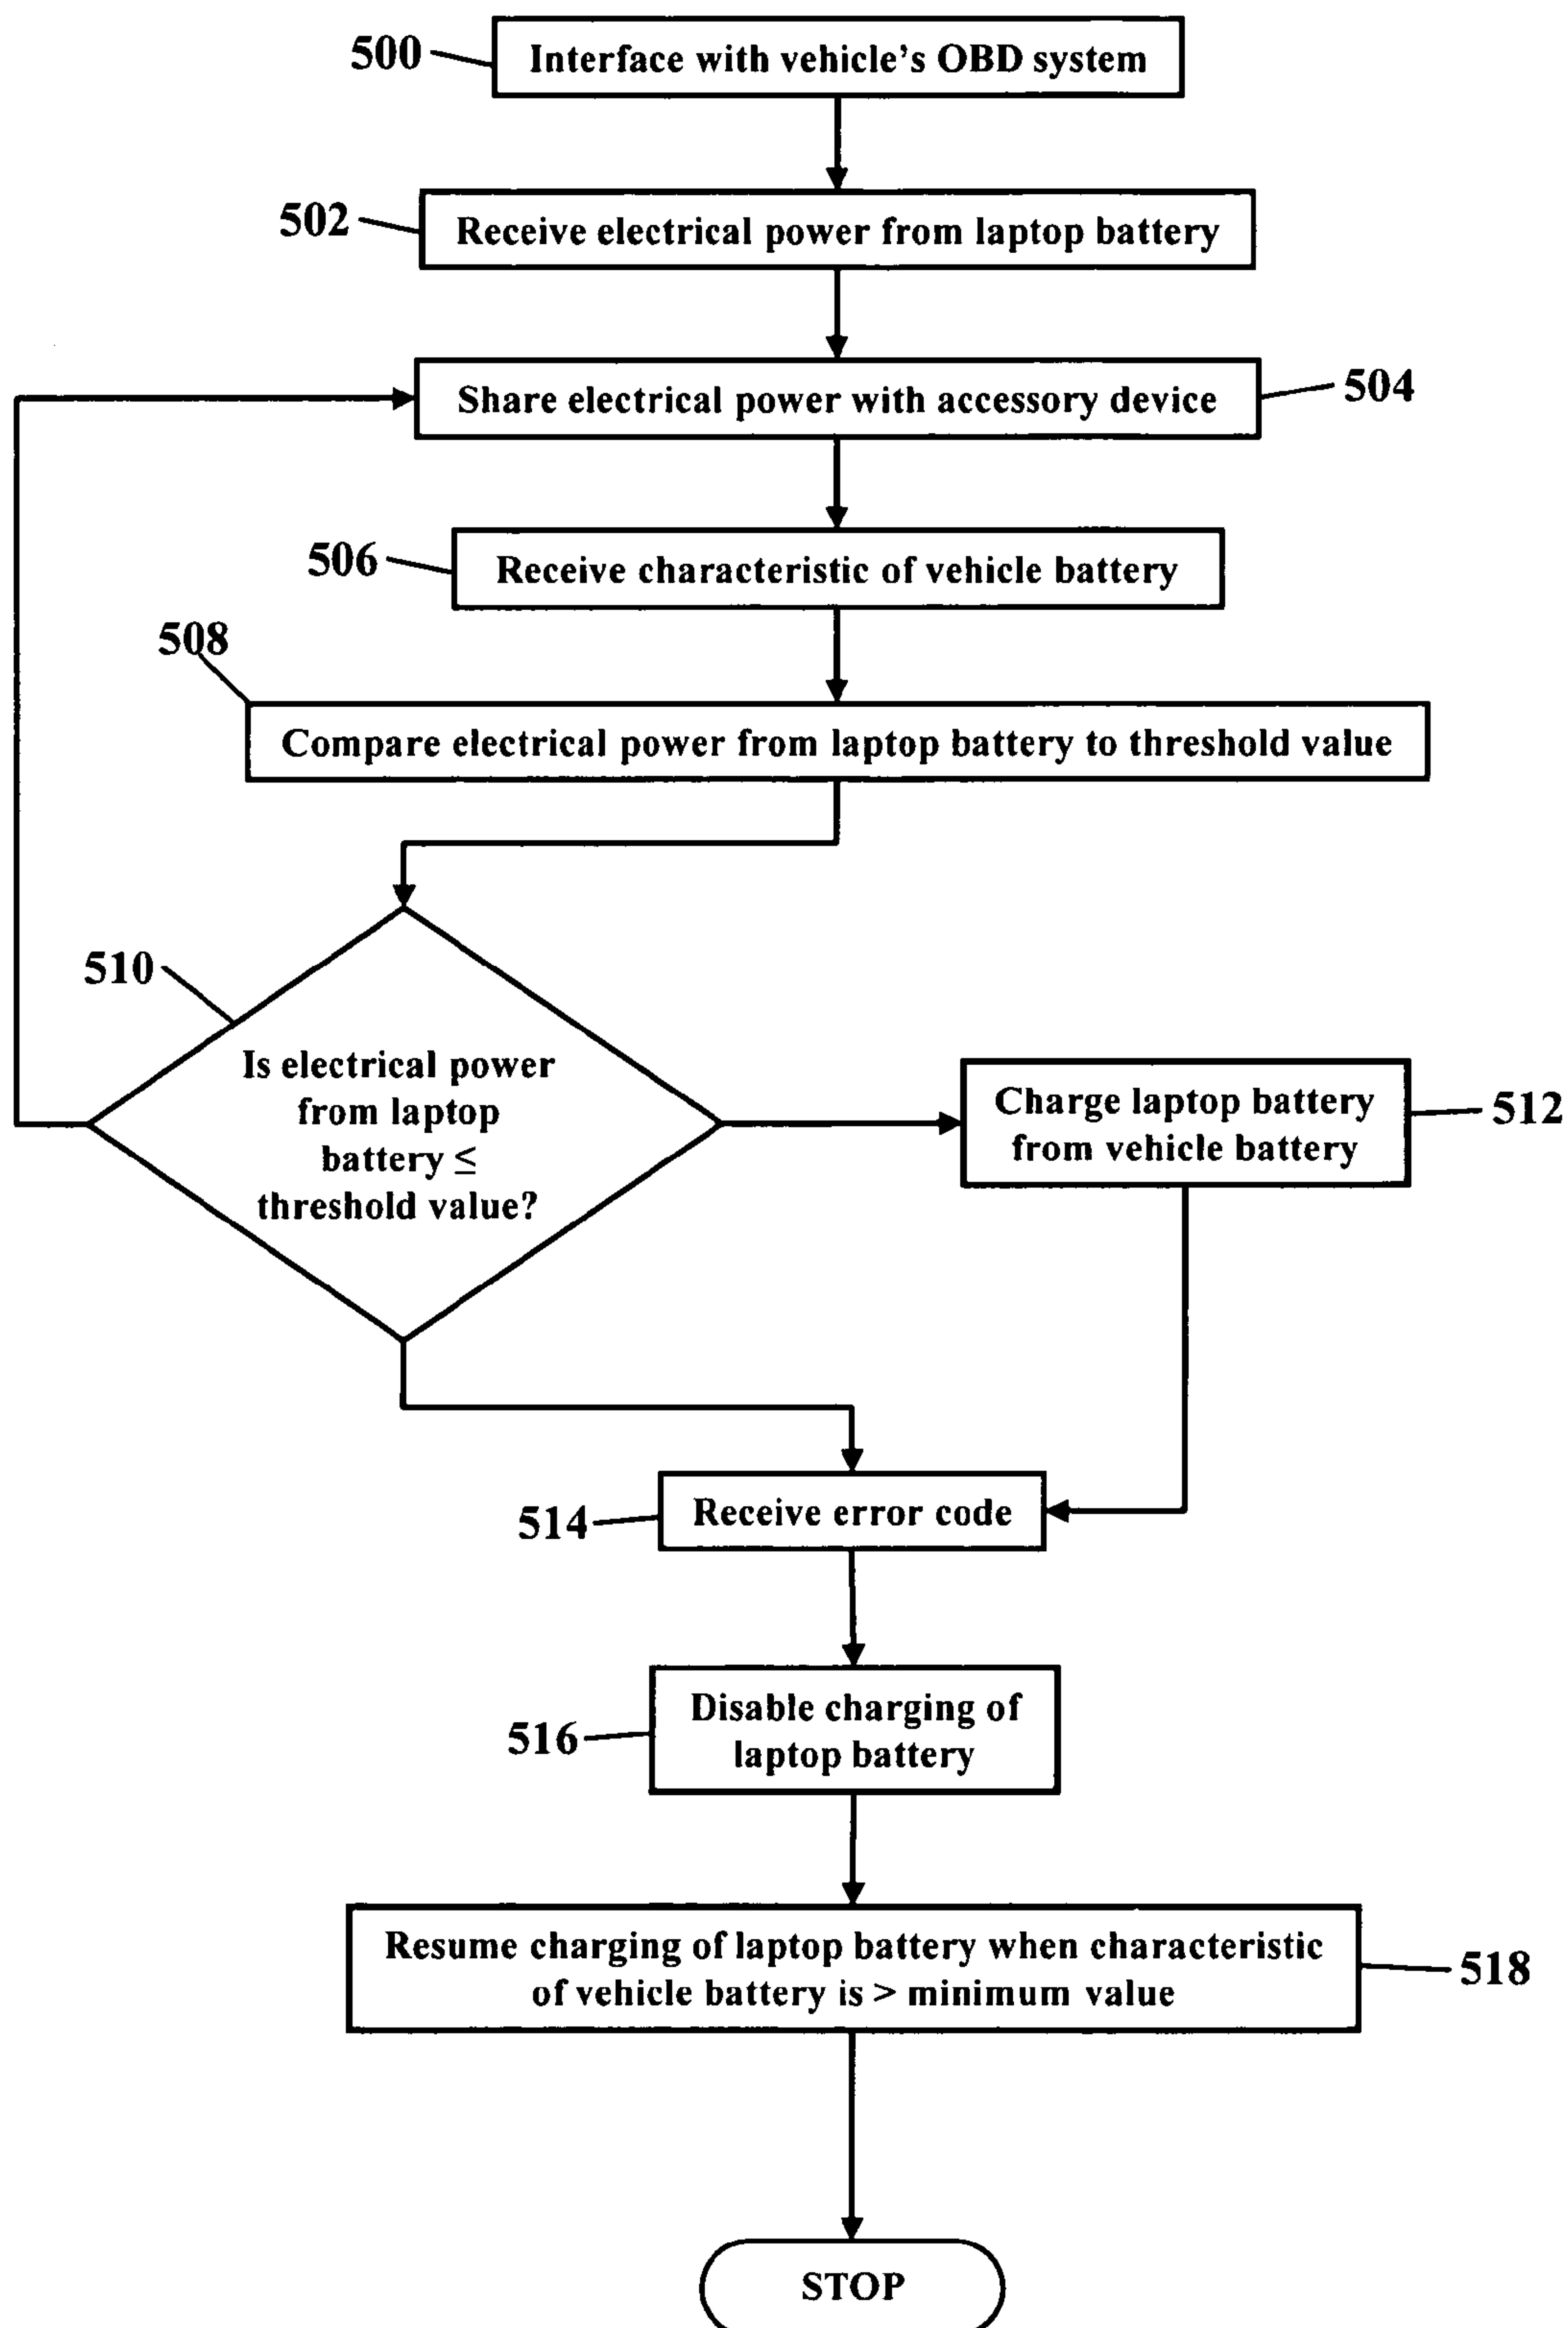 500
Interface with vehicle's OBD system
502
Receive electrical power from laptop battery
Share electrical power with accessory device
504
506
Receive characteristic of vehicle battery
508
Compare electrical power from laptop battery to threshold value
510
Is electrical power
from laptop
battery ≤
threshold value?
Charge laptop battery
from vehicle battery
512
514
Receive error code
516
Disable charging of
laptop battery
Resume charging of laptop battery when characteristic
of vehicle battery is > minimum value
518
STOP